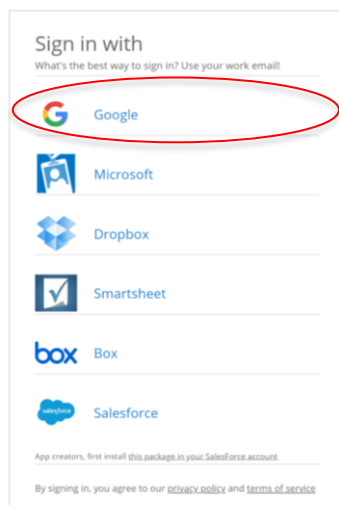 Sign in with
What's the best way to sign in? Use your work email!
Google
Microsoft
Dropbox
Smartsheet
box Box
salesforce Salesforce
App creators, first install this package in your SalesForce account
By signing in, you agree to our privacy policy and terms of service